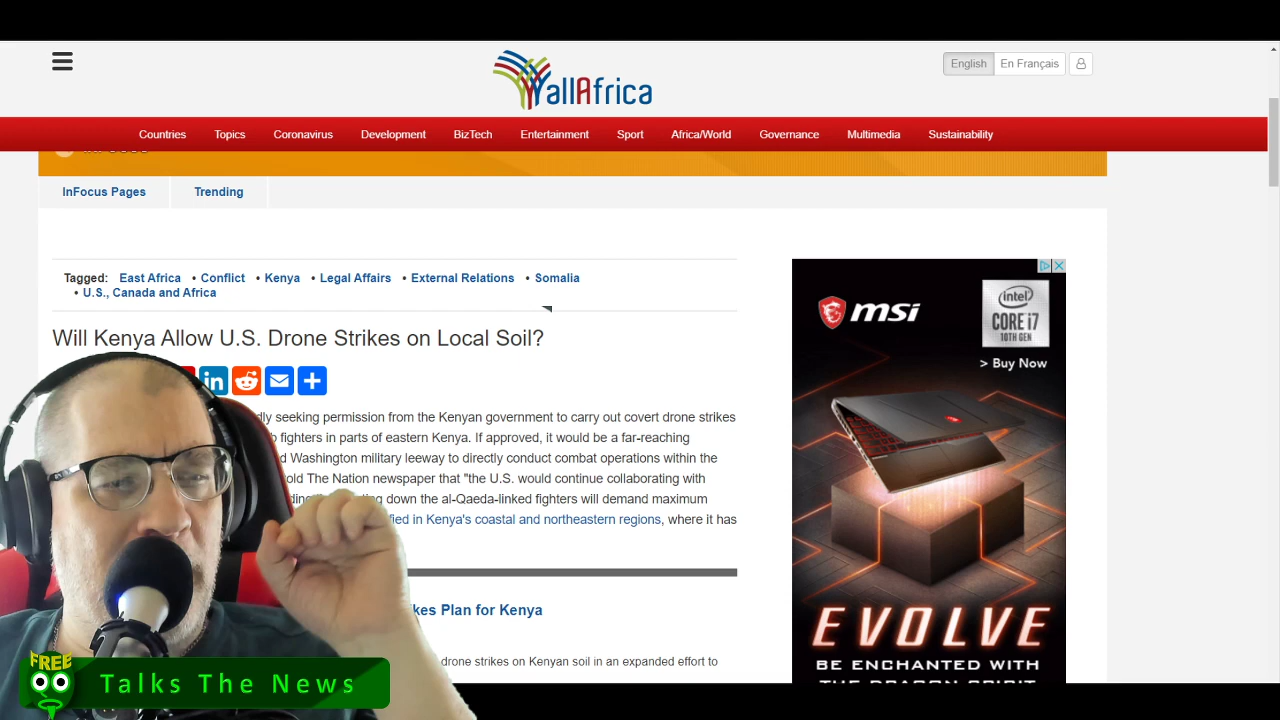 allAfrica
English
En Français
Countries
Topics
Coronavirus
Development
BizTech
Entertainment
Sport
Africa/World
Governance
Multimedia
Sustainability
InFocus Pages
Trending
Tagged: East Africa • Conflict • Kenya • Legal Affairs • External Relations • Somalia
• U.S., Canada and Africa
Will Kenya Allow U.S. Drone Strikes on Local Soil?
seeking permission from the Kenyan government to carry out covert drone strikes
fighters in parts of eastern Kenya. If approved, it would be a far-reaching
Washington military leeway to directly conduct combat operations within the
The Nation newspaper that "the U.S. would continue collaborating with
down the al-Qaeda-linked fighters will demand maximum
in Kenya's coastal and northeastern regions, where it has
Plan for Kenya
drone strikes on Kenyan soil in an expanded effort to
msi
intel
CORE i7
10TH GEN
> Buy Now
EVOLVE
BE ENCHANTED WITH
THE DRAGON SPIRIT
FREE
Talks The News